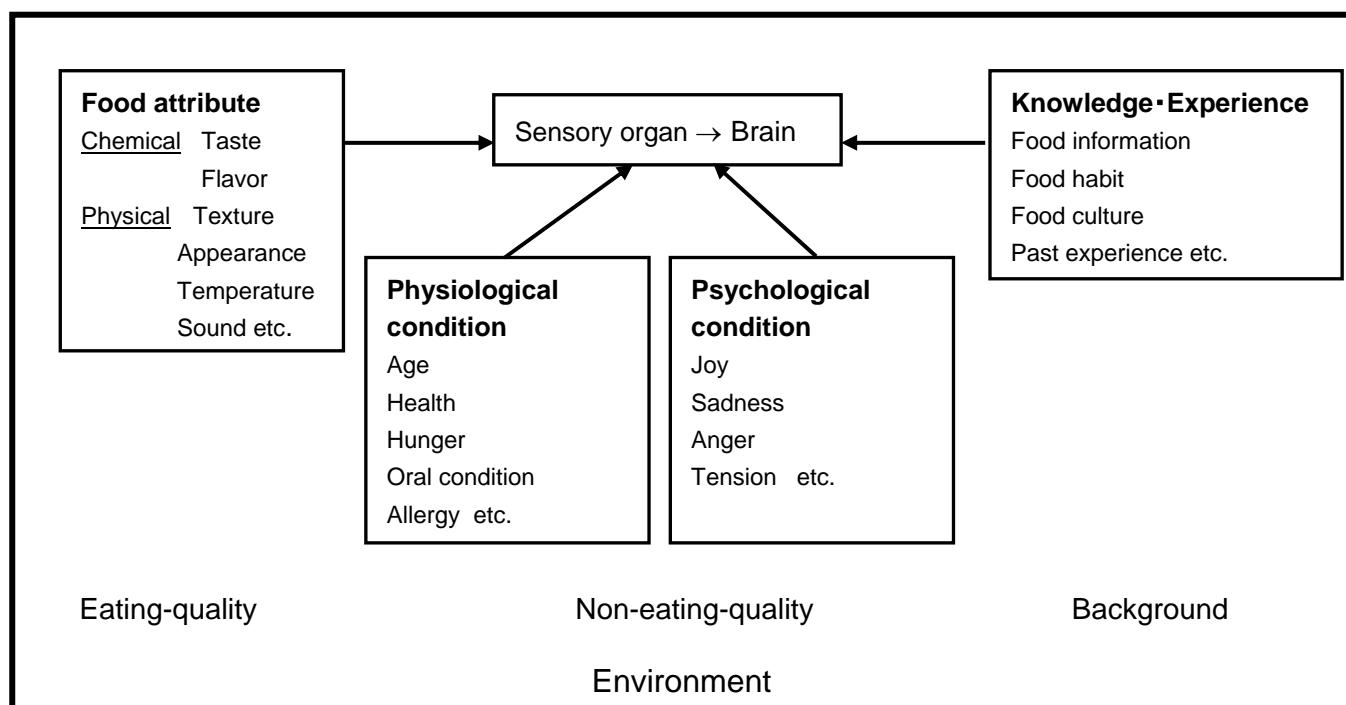 Food attribute
Chemical Taste
Flavor
Physical Texture
Appearance
Temperature
Sound etc.
Sensory organ → Brain
Knowledge・Experience
Food information
Food habit
Food culture
Past experience etc.
Physiological
condition
Age
Health
Hunger
Oral condition
Allergy etc.
Psychological
condition
Joy
Sadness
Anger
Tension etc.
Eating-quality
Non-eating-quality
Background
Environment